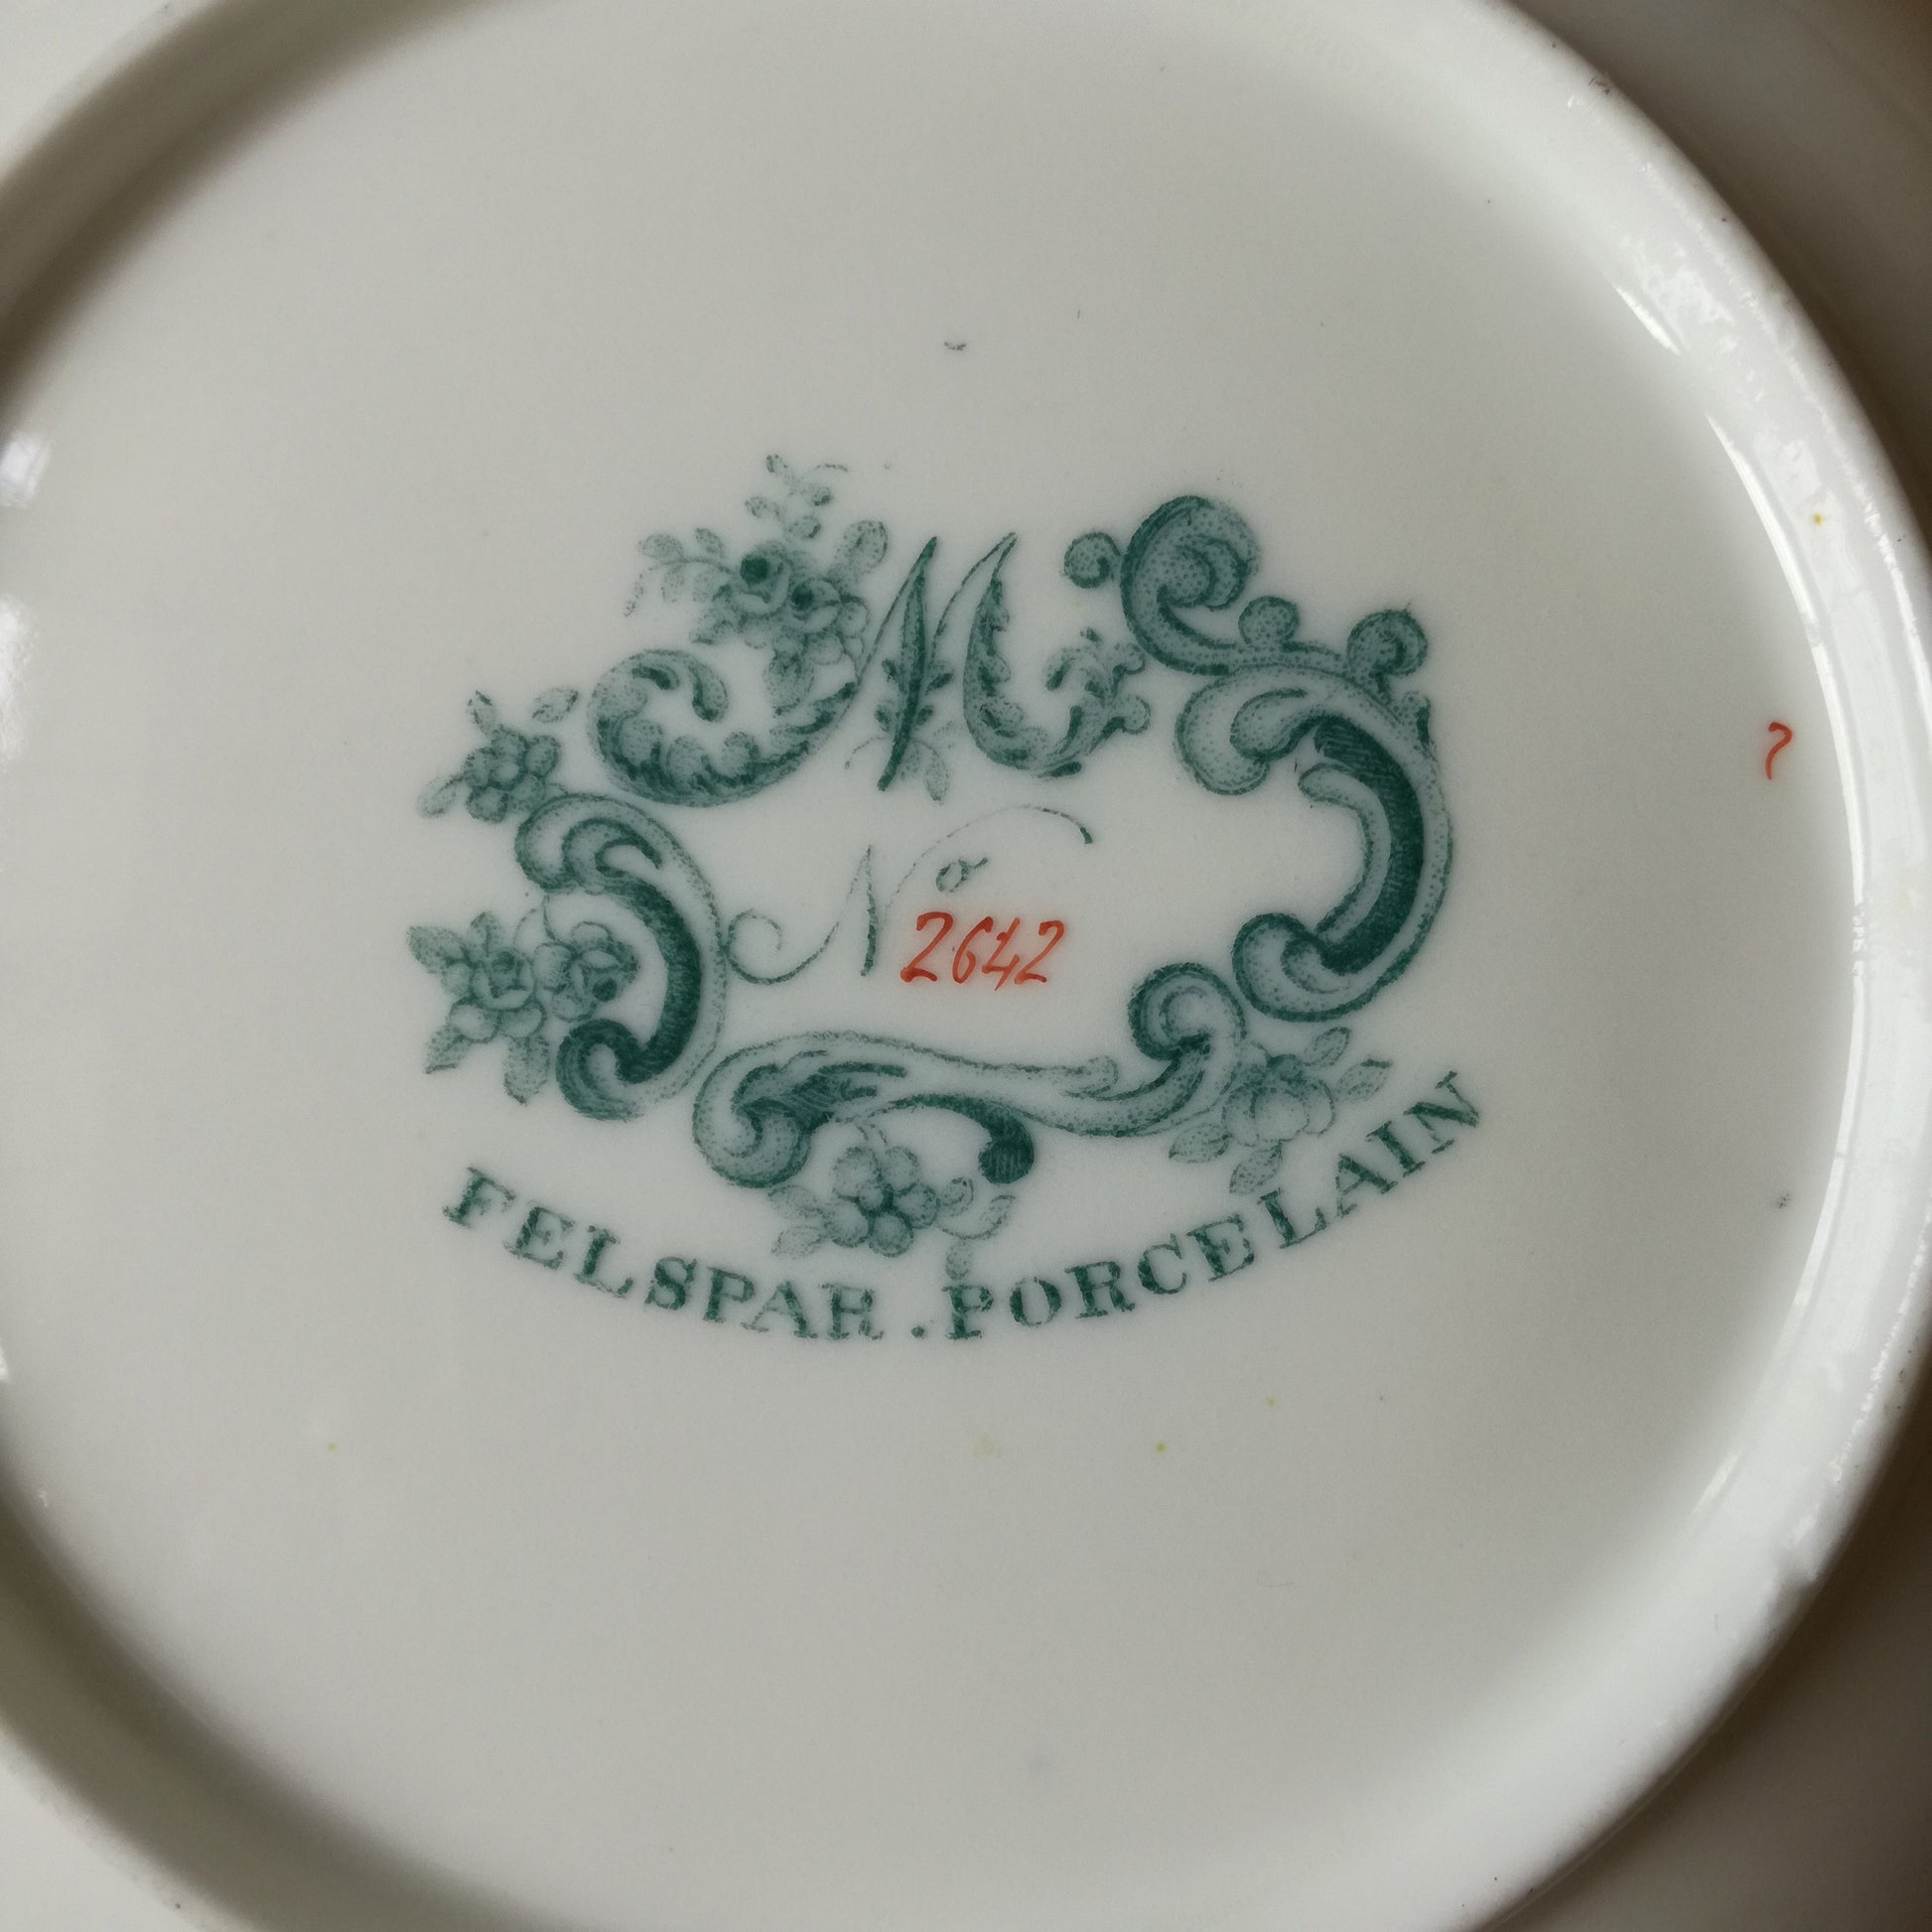 M
No
2642
FELSPAR . PORCELAIN